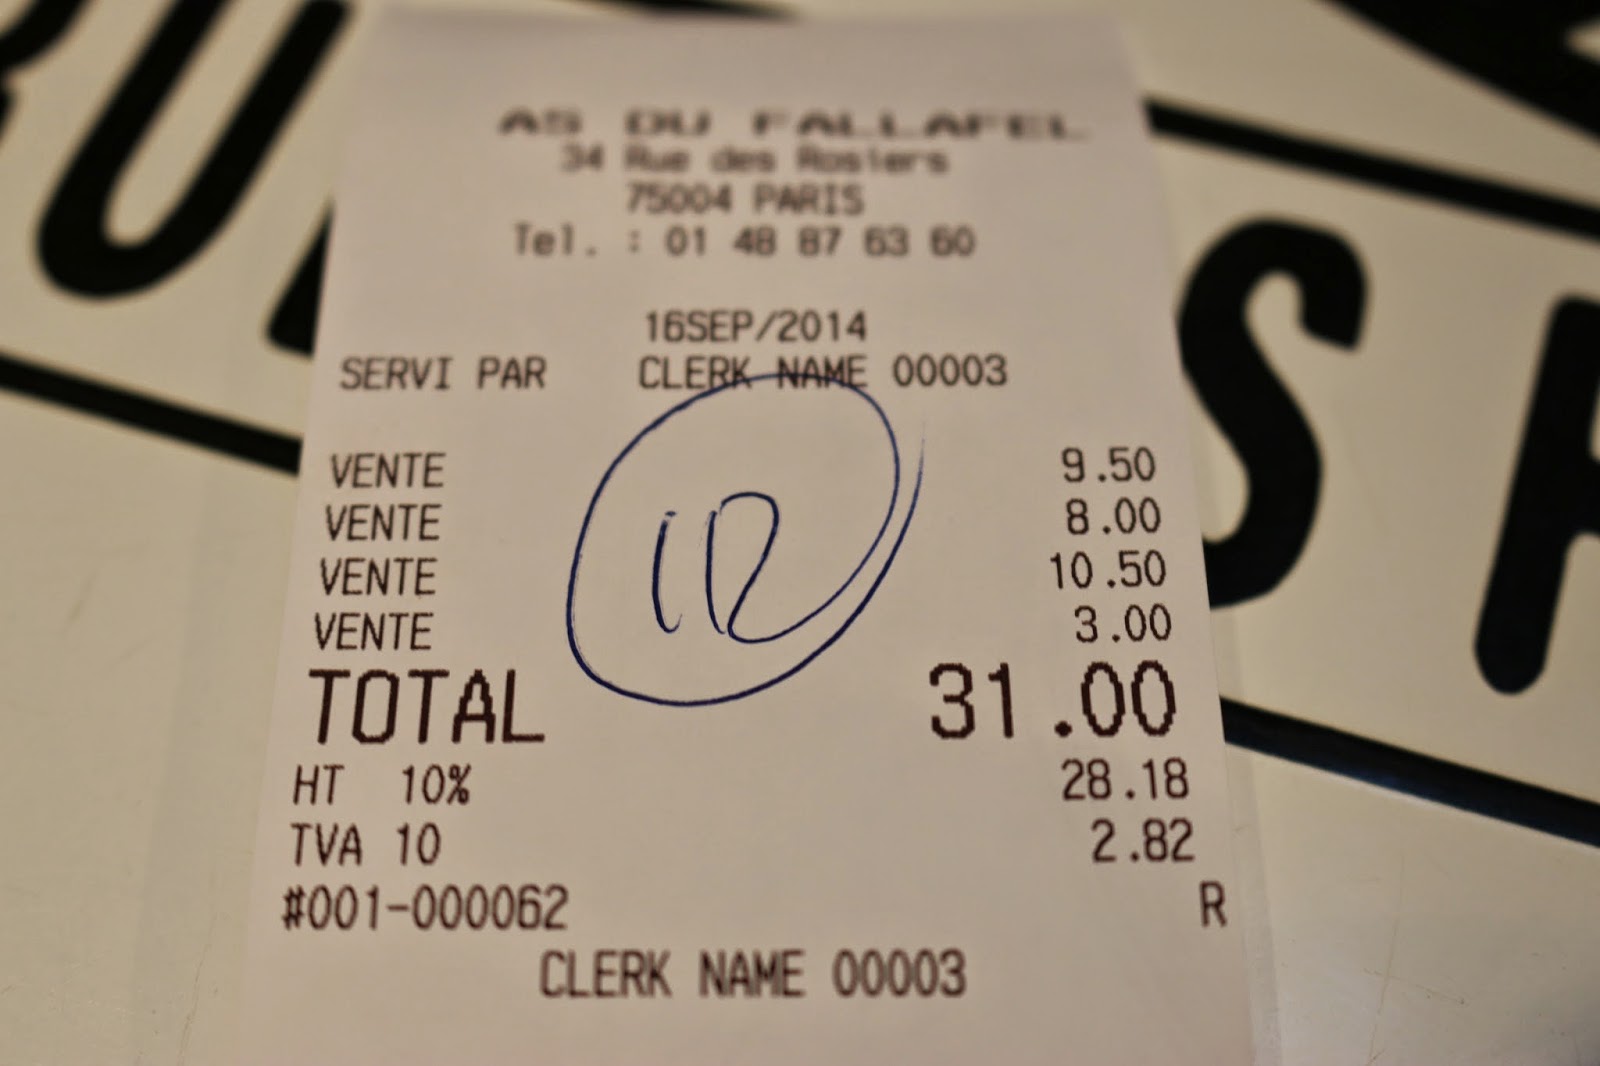 AS DU FALLAFEL
34 Rue des Rosiers
75004 PARIS
Tel. : 01 48 87 63 60
16SEP/2014
SERVI PAR CLERK NAME 00003
VENTE 9.50
VENTE 8.00
VENTE 10.50
VENTE 3.00
TOTAL 31.00
HT 10% 28.18
TVA 10 2.82
#001-000062 R
CLERK NAME 00003